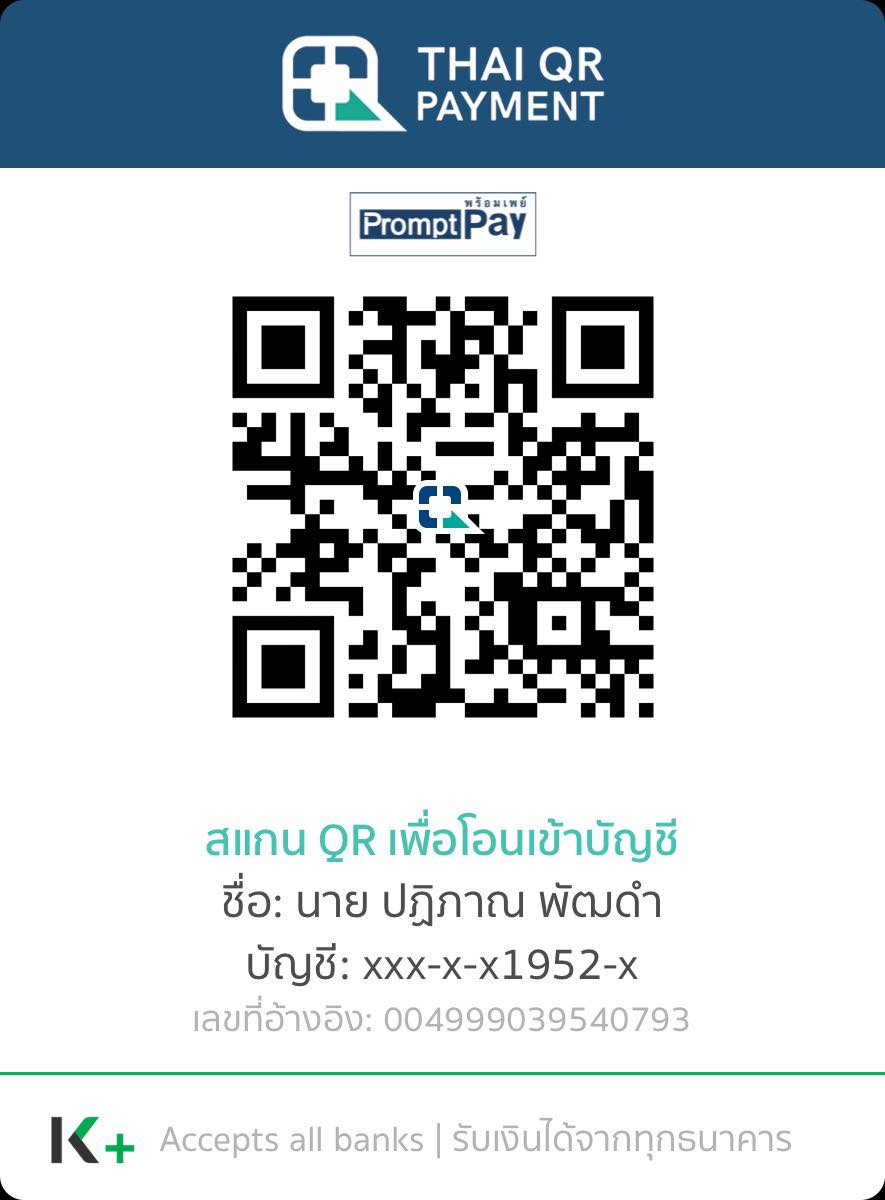 THAI QR
PAYMENT
พร้อมเพย์
PromptPay
สแกน QR เพื่อโอนเข้าบัญชี
ชื่อ: นาย ปฏิภาณ พัฒดำ
บัญชี: xxx-x-x1952-x
เลขที่อ้างอิง: 004999039540793
K+ Accepts all banks | รับเงินได้จากทุกธนาคาร